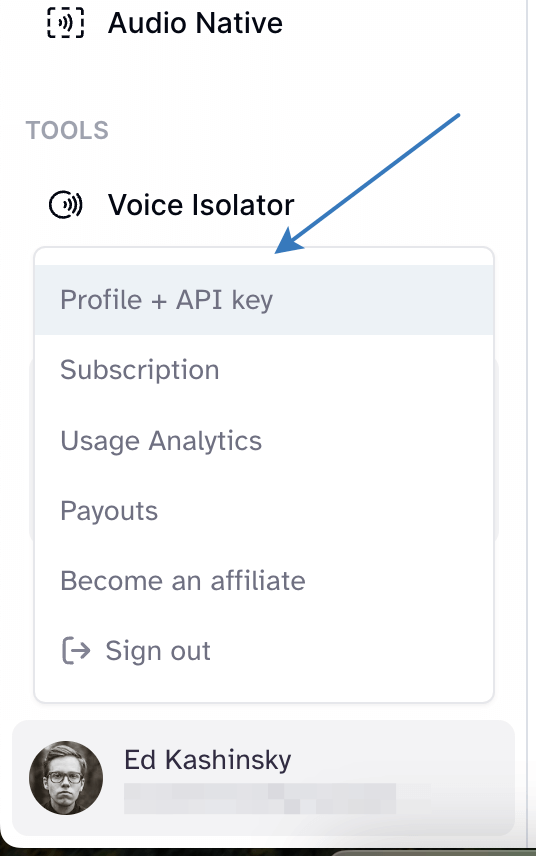 Audio Native
TOOLS
Voice Isolator
Profile + API key
Subscription
Usage Analytics
Payouts
Become an affiliate
Sign out
Ed Kashinsky